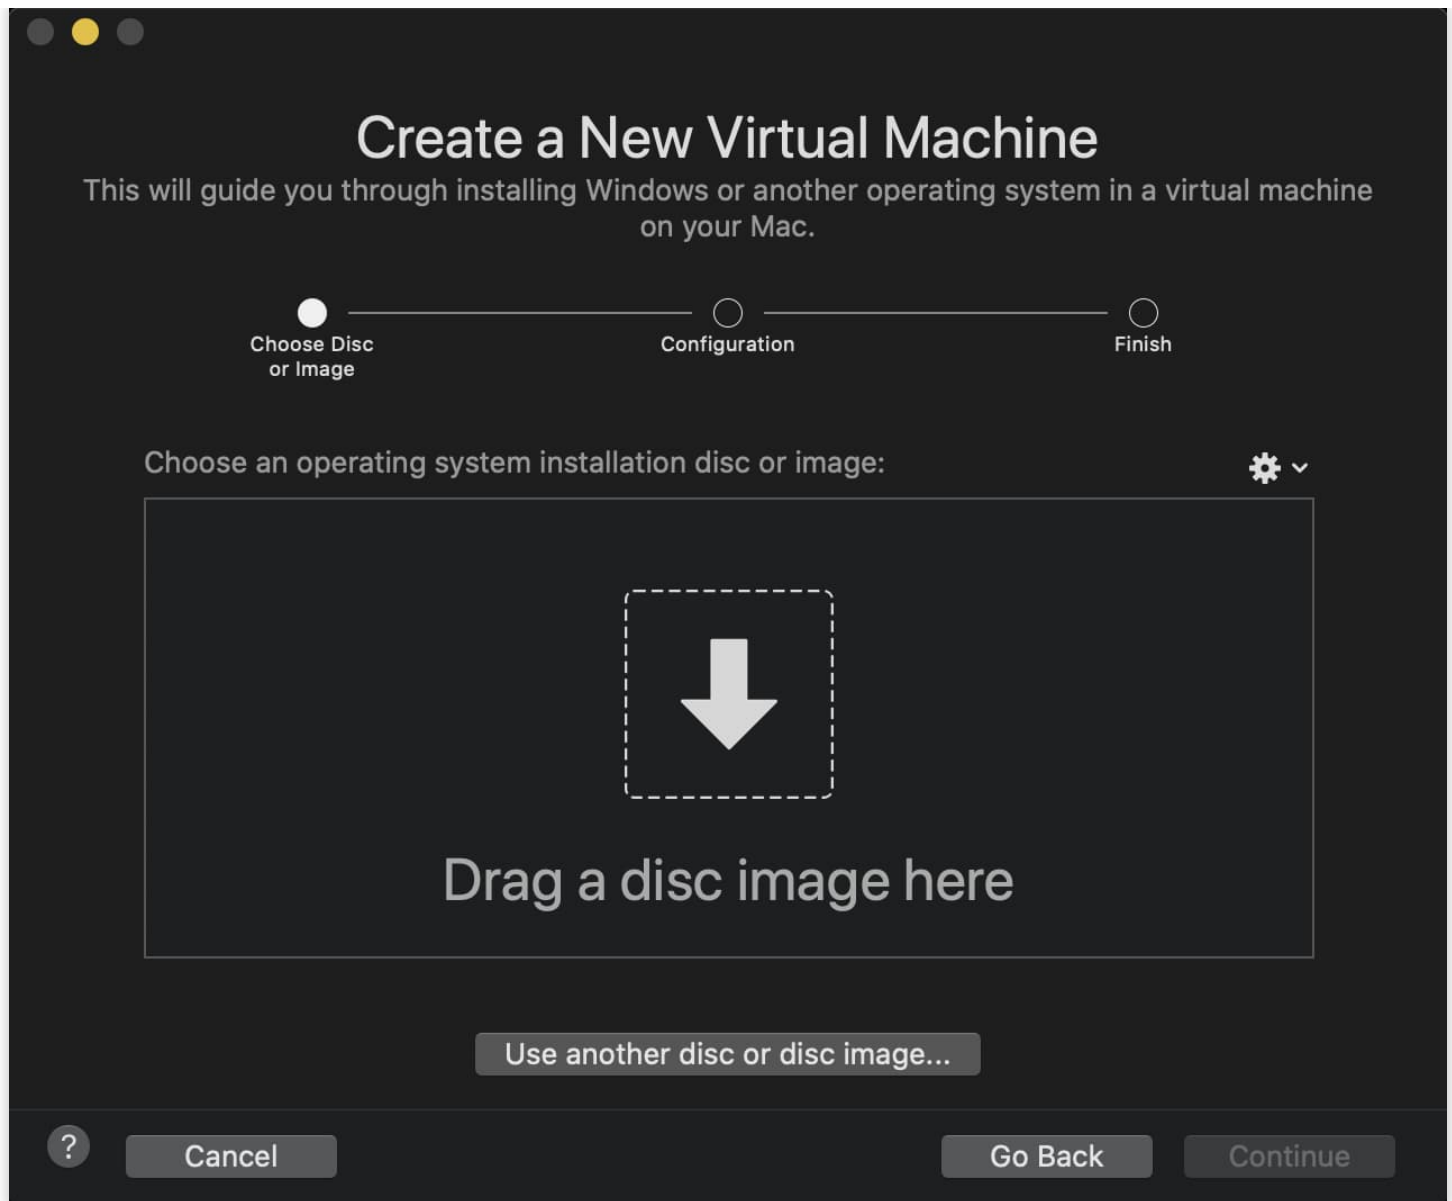 Create a New Virtual Machine
This will guide you through installing Windows or another operating system in a virtual machine
on your Mac.
Choose Disc
or Image
Configuration
Finish
Choose an operating system installation disc or image:
Drag a disc image here
Use another disc or disc image...
?
Cancel
Go Back
Continue